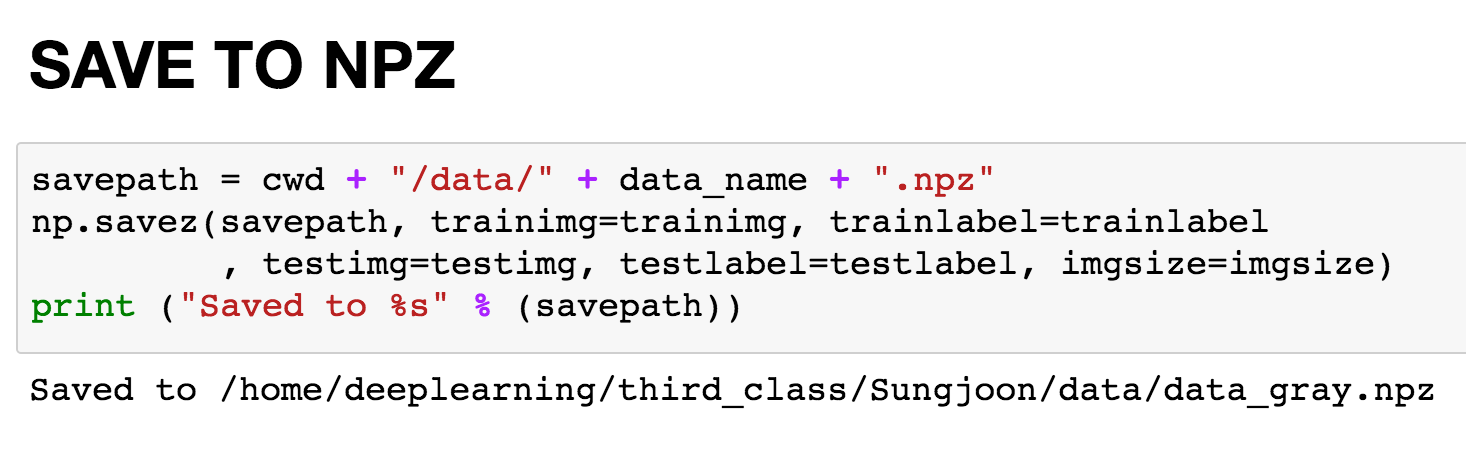 SAVE TO NPZ
savepath = cwd + "/data/" + data_name + ".npz"
np.savez(savepath, trainimg=trainimg, trainlabel=trainlabel
         , testimg=testimg, testlabel=testlabel, imgsize=imgsize)
print ("Saved to %s" % (savepath))
Saved to /home/deeplearning/third_class/Sungjoon/data/data_gray.npz